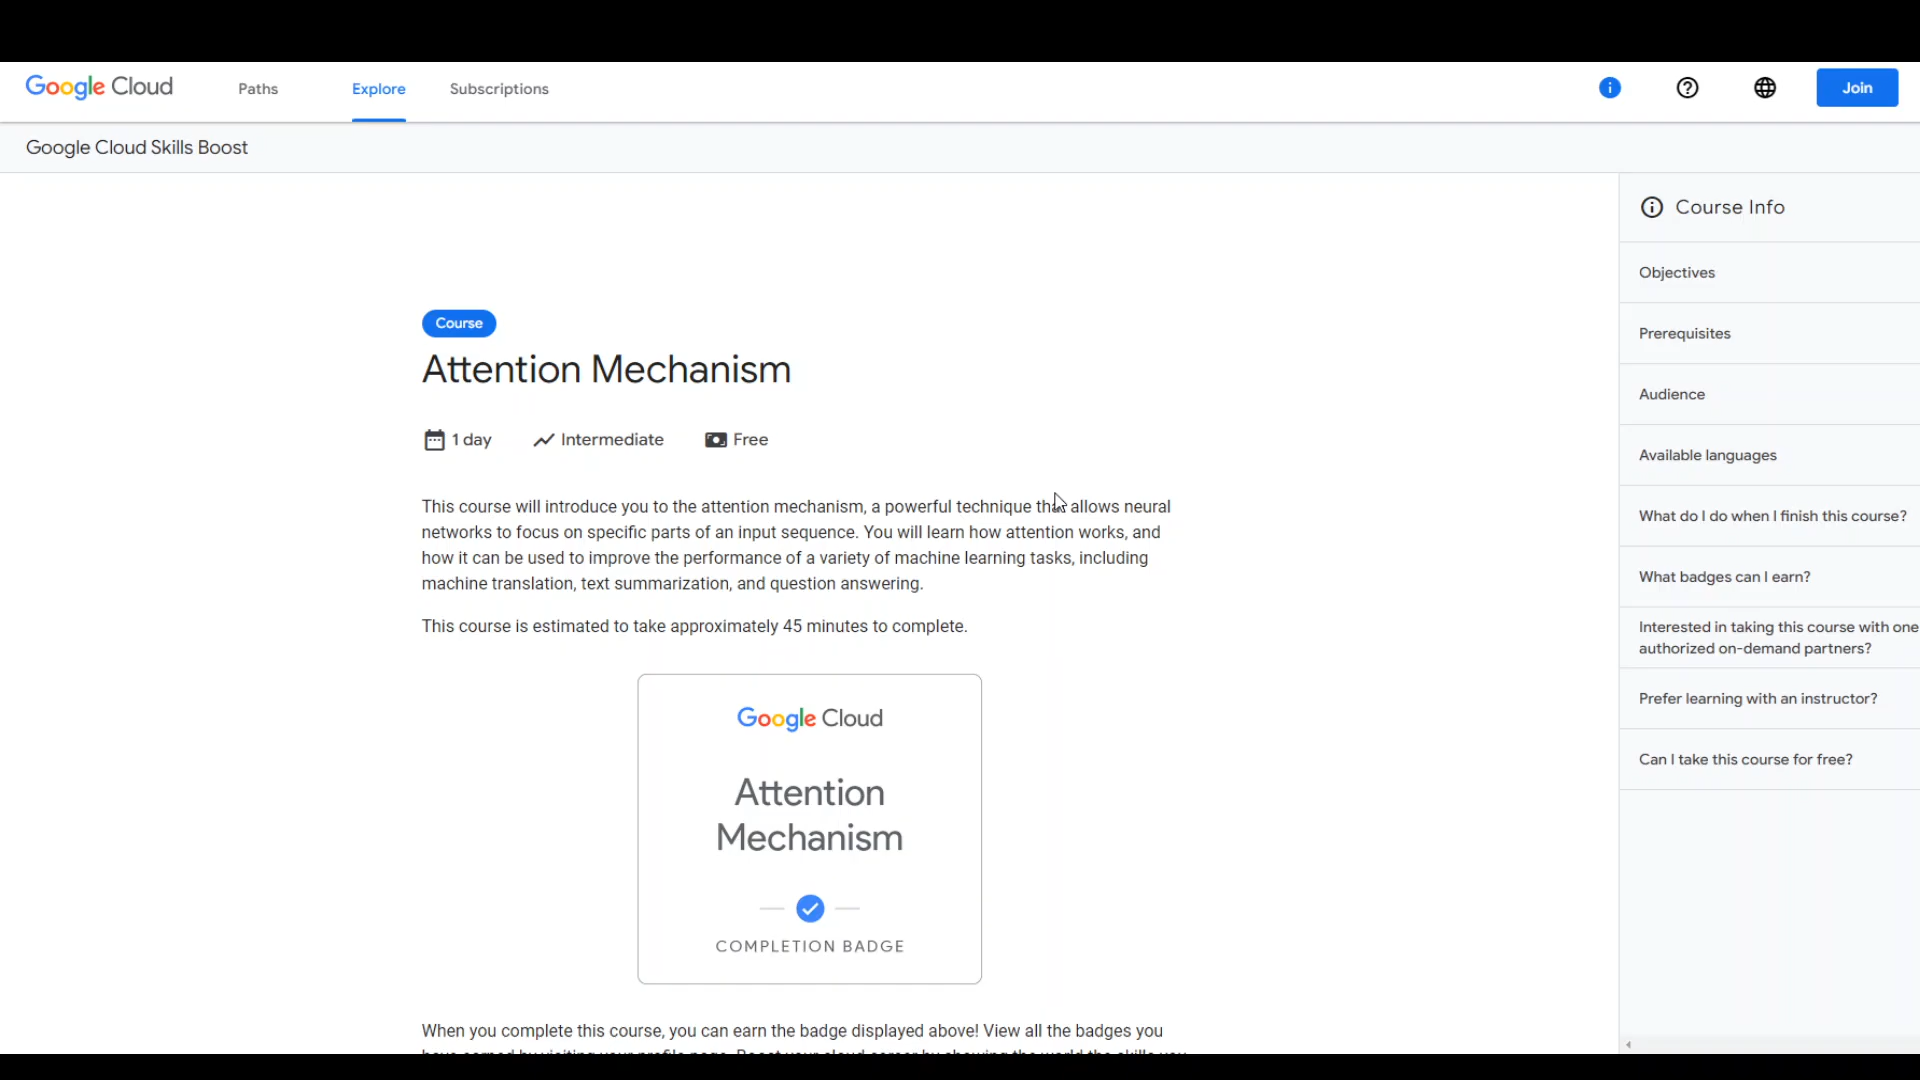 Google Cloud
Paths
Explore
Subscriptions
Join
Google Cloud Skills Boost
Course
Attention Mechanism
1 day
Intermediate
Free
This course will introduce you to the attention mechanism, a powerful technique that allows neural
networks to focus on specific parts of an input sequence. You will learn how attention works, and
how it can be used to improve the performance of a variety of machine learning tasks, including
machine translation, text summarization, and question answering.
This course is estimated to take approximately 45 minutes to complete.
Google Cloud
Attention
Mechanism
COMPLETION BADGE
When you complete this course, you can earn the badge displayed above! View all the badges you
Course Info
Objectives
Prerequisites
Audience
Available languages
What do I do when I finish this course?
What badges can I earn?
Interested in taking this course with one
authorized on-demand partners?
Prefer learning with an instructor?
Can I take this course for free?